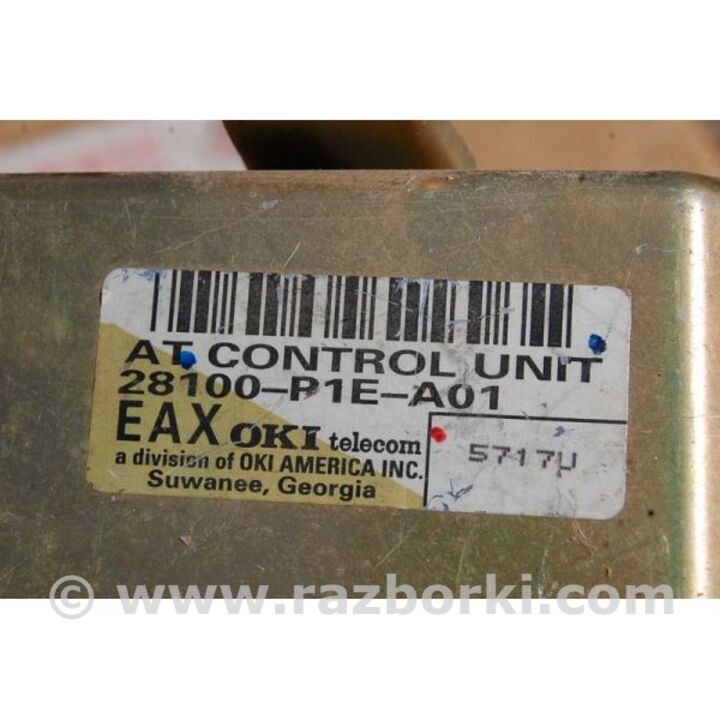 AT CONTROL UNIT
28100-P1E-A01
EAX OKI telecom
a division of OKI AMERICA INC.
Suwanee, Georgia
5717U
© www.razborki.com